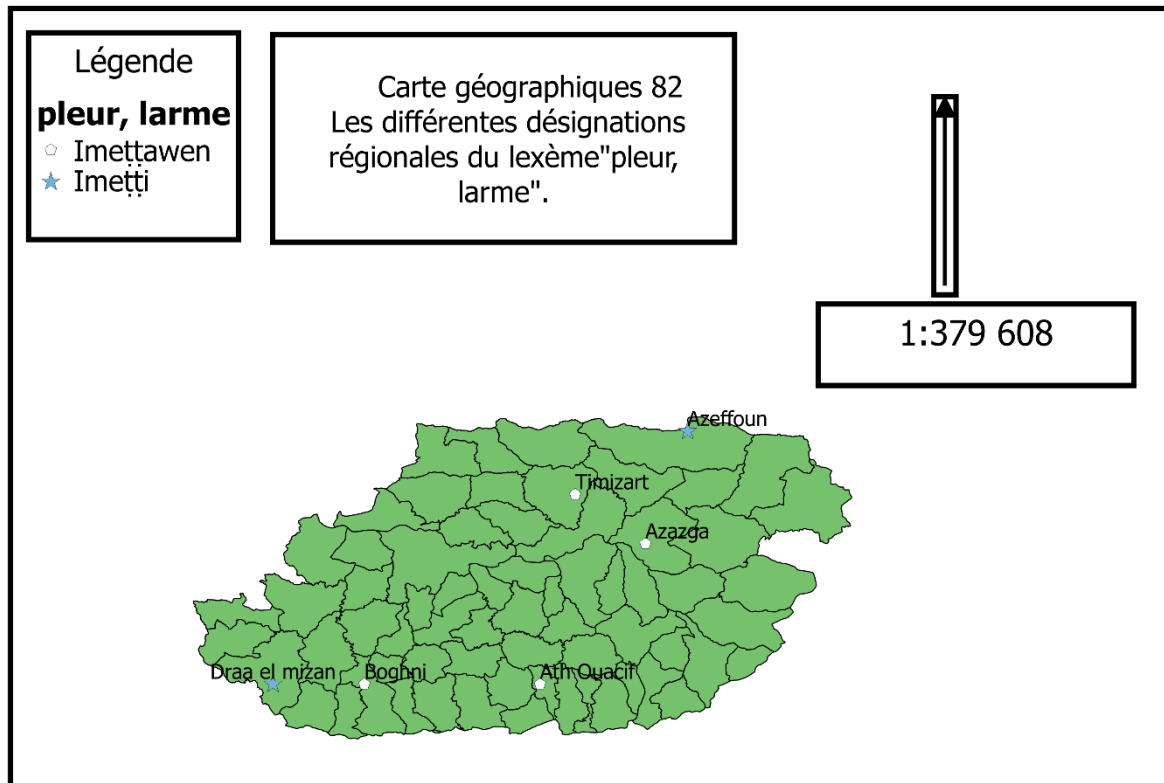 Légende
pleur, larme
Imeṭṭawen
Imeṭṭi
Carte géographiques 82
Les différentes désignations
régionales du lexème"pleur,
larme".
1:379 608
Azeffoun
Timizart
Azazga
Draa el mizan
Boghni
Ath Ouacif